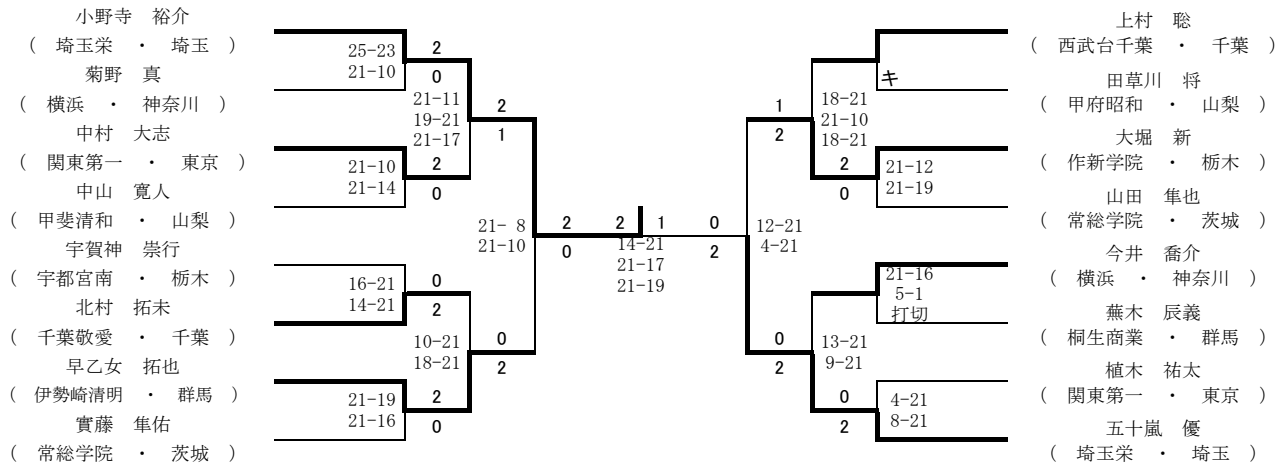 小野寺 裕介
( 埼玉栄 ・ 埼玉 )
菊野 真
( 横浜 ・ 神奈川 )
中村 大志
( 関東第一 ・ 東京 )
中山 寛人
( 甲斐清和 ・ 山梨 )
宇賀神 崇行
( 宇都宮南 ・ 栃木 )
北村 拓未
( 千葉敬愛 ・ 千葉 )
早乙女 拓也
( 伊勢崎清明 ・ 群馬 )
實藤 隼佑
( 常総学院 ・ 茨城 )
25-23
21-10
2
0
21-11
19-21
21-17
2
1
21-10
21-14
2
0
21- 8
21-10
2
0
16-21
14-21
0
2
10-21
18-21
0
2
21-19
21-16
2
0
2 1
14-21
21-17
21-19
0
2
12-21
4-21
1
2
18-21
21-10
18-21
キ
2
0
21-12
21-19
21-16
5-1
打切
0
2
13-21
9-21
0
2
4-21
8-21
上村 聡
( 西武台千葉 ・ 千葉 )
田草川 将
( 甲府昭和 ・ 山梨 )
大堀 新
( 作新学院 ・ 栃木 )
山田 隼也
( 常総学院 ・ 茨城 )
今井 喬介
( 横浜 ・ 神奈川 )
蕪木 辰義
( 桐生商業 ・ 群馬 )
植木 祐太
( 関東第一 ・ 東京 )
五十嵐 優
( 埼玉栄 ・ 埼玉 )